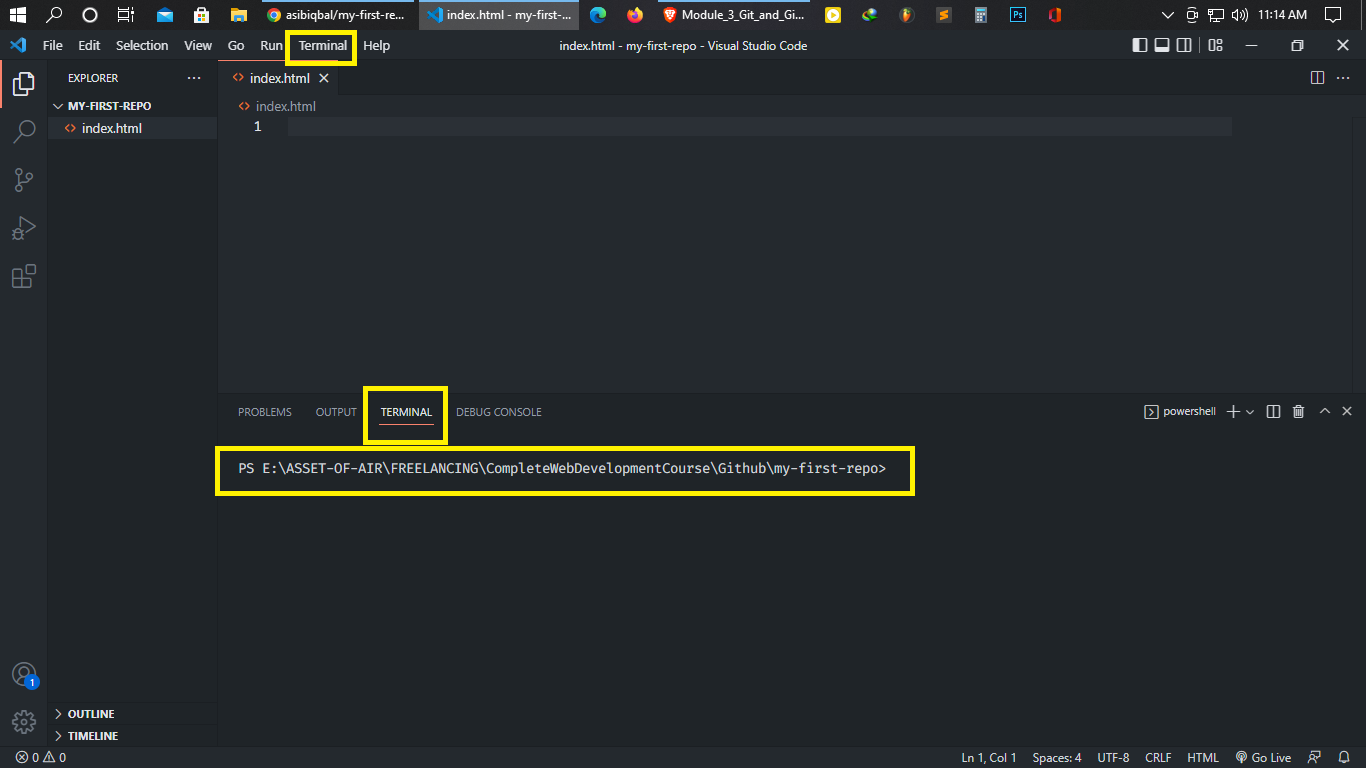 asibiqbal/my-first-re...
index.html - my-first-...
Module_3_Git_and_Gi...
Ps
11:14 AM
File Edit Selection View Go Run Terminal Help
index.html - my-first-repo - Visual Studio Code
EXPLORER
index.html
MY-FIRST-REPO
index.html
index.html
1
PROBLEMS OUTPUT TERMINAL DEBUG CONSOLE
powershell
PS E:\ASSET-OF-AIR\FREELANCING\CompleteWebDevelopmentCourse\Github\my-first-repo>
1
OUTLINE
TIMELINE
0 0
Ln 1, Col 1 Spaces: 4 UTF-8 CRLF HTML Go Live